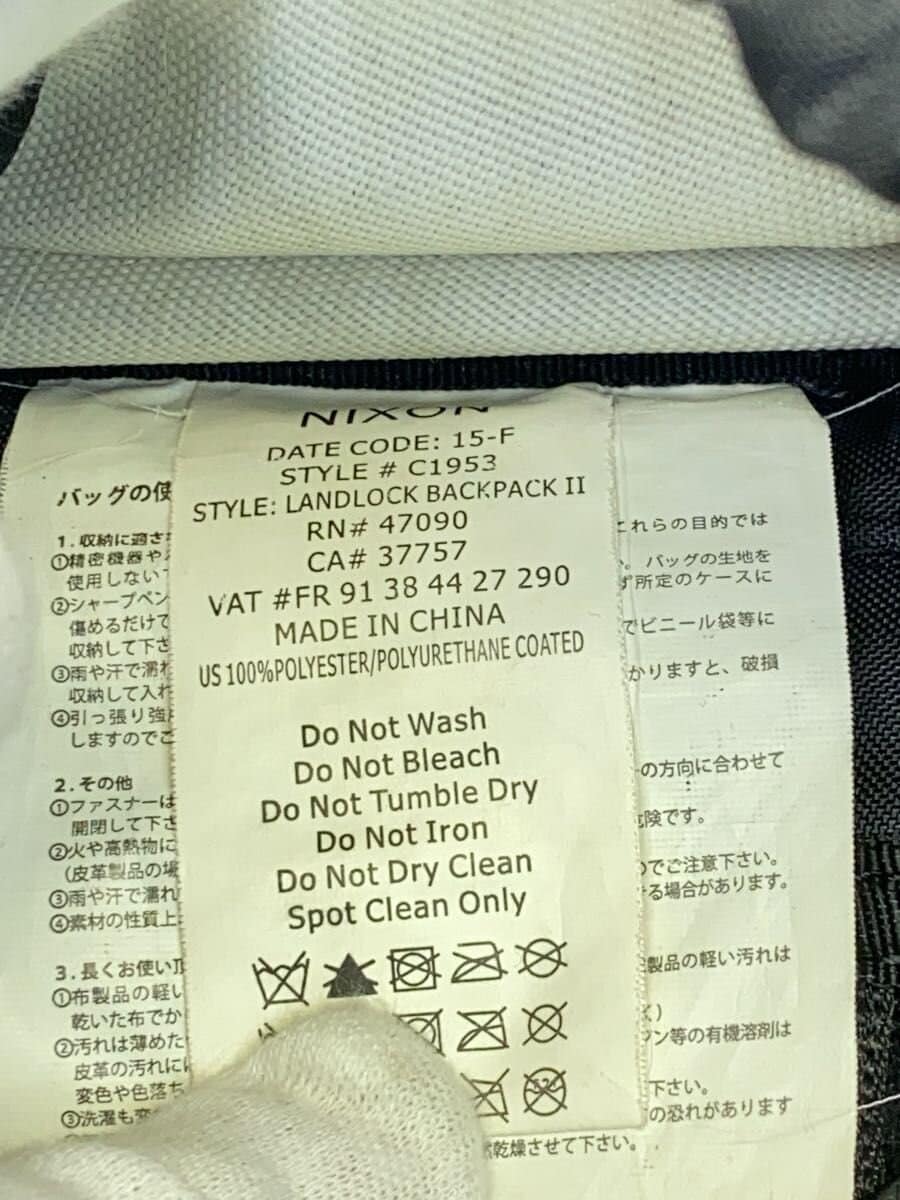 NIXON
DATE CODE: 15-F
STYLE # C1953
STYLE: LANDLOCK BACKPACK II
RN# 47090
CA# 37757
VAT #FR 91 38 44 27 290
MADE IN CHINA
US 100%POLYESTER/POLYURETHANE COATED
Do Not Wash
Do Not Bleach
Do Not Tumble Dry
Do Not Iron
Do Not Dry Clean
Spot Clean Only
バッグの使
1.収納に適さ
①精密機器や
使用しない
②シャープペン
傷めるだけで
収納して下さ
③雨や汗で濡れ
収納して入れ
④引っ張り強
しますのでご
2.その他
①ファスナーは
開閉して下さ
②火や高熱物に
(皮革製品の場
③雨や汗で濡れ
④素材の性質上
3.長くお使い頂
①布製品の軽い
乾いた布でか
②汚れは薄めた
皮革の汚れに
変色や色落ち
③洗濯も変
これらの目的では
。バッグの生地を
ず所定のケースに
でビニール袋等に
かりますと、破損
の方向に合わせて
険です。
のでご注意下さい。
ける場合があります。
製品の軽い汚れは
く)
ン等の有機溶剤は
下さい。
の恐れがあります
然乾燥させて下さい。